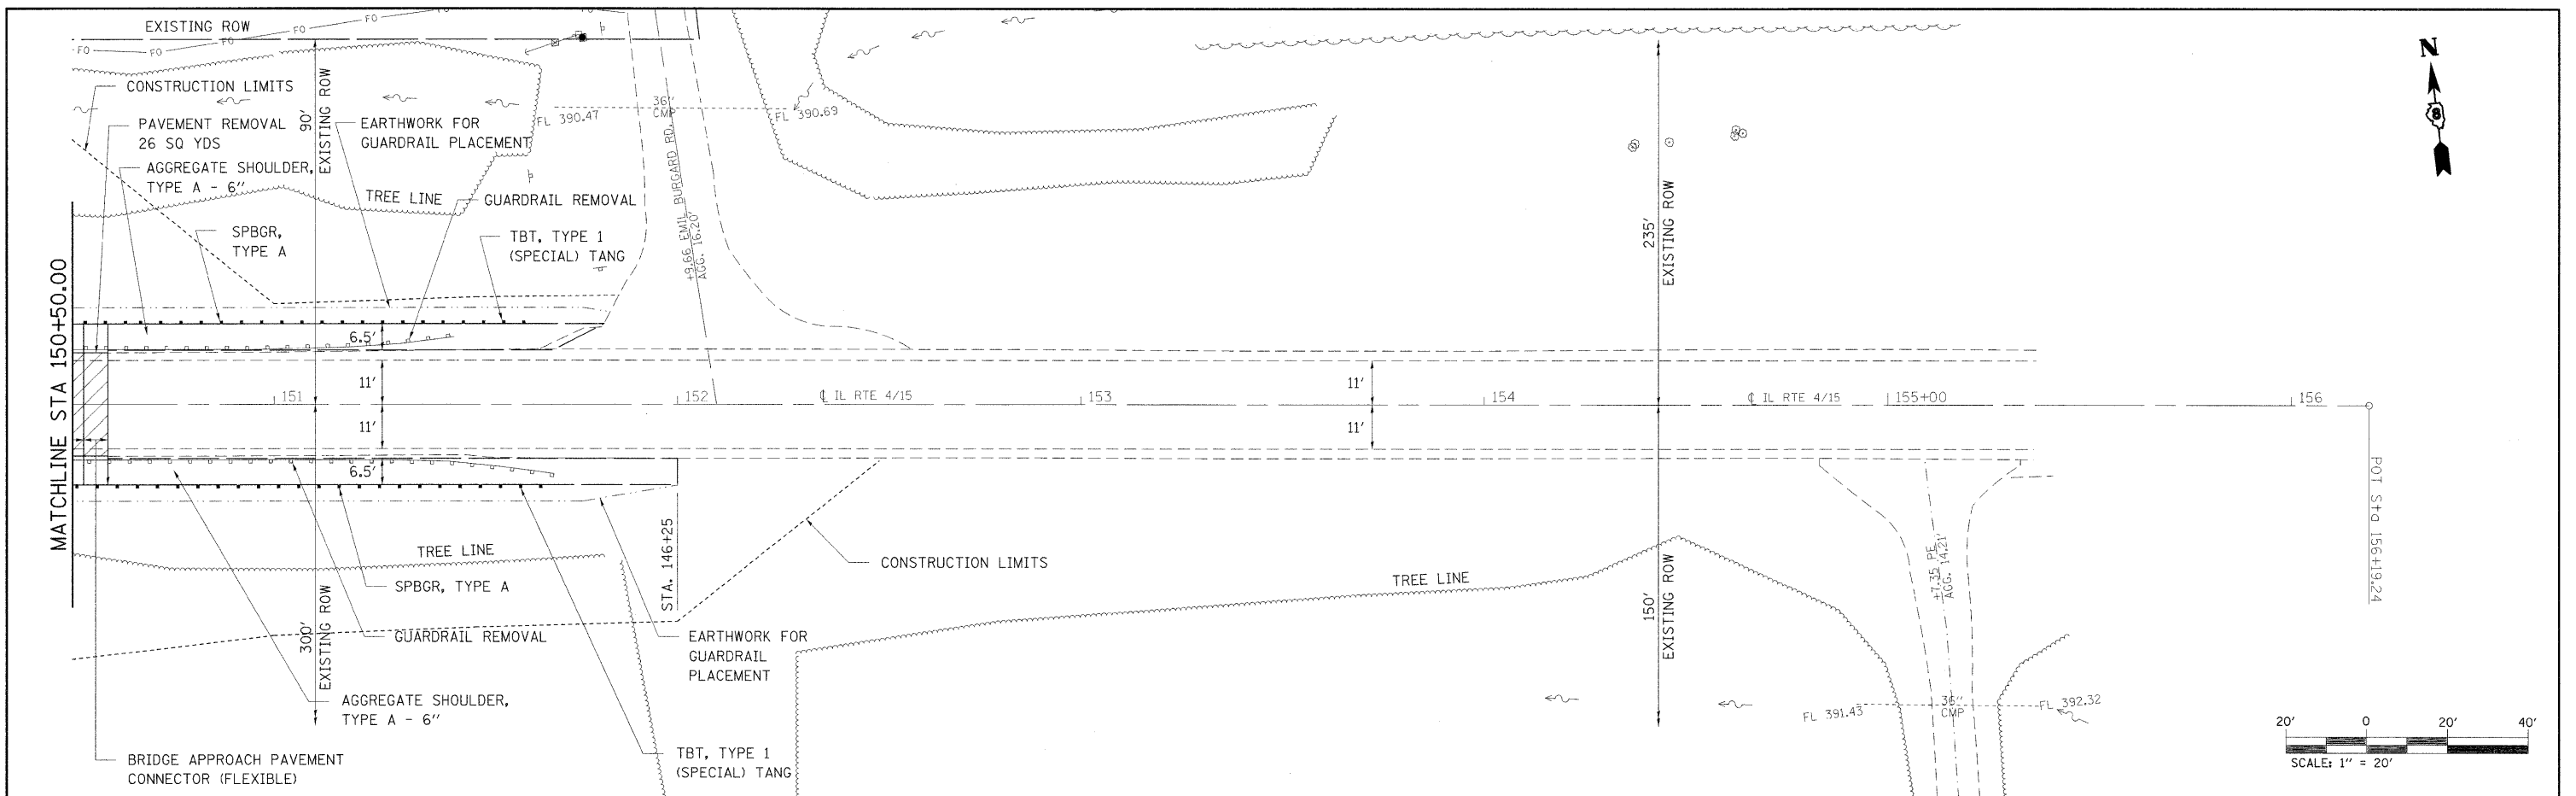 EXISTING ROW
FO
FO
FO
FO
FO
FO
FO
CONSTRUCTION LIMITS
PAVEMENT REMOVAL
26 SQ YDS
AGGREGATE SHOULDER,
TYPE A - 6"
SPBGR,
TYPE A
90'
EXISTING ROW
EARTHWORK FOR
GUARDRAIL PLACEMENT
TREE LINE
GUARDRAIL REMOVAL
TBT, TYPE 1
(SPECIAL) TANG
FL 390.47
36"
CMP
FL 390.69
+9.66 EMIL BURGARD RD.
AGG. 16.20'
235'
EXISTING ROW
N
8
MATCHLINE STA 150+50.00
6.5'
11'
11'
6.5'
151
152
℄ IL RTE 4/15
153
11'
11'
154
℄ IL RTE 4/15
155+00
156
POT Sta 156+19.24
TREE LINE
SPBGR, TYPE A
GUARDRAIL REMOVAL
300'
EXISTING ROW
AGGREGATE SHOULDER,
TYPE A - 6"
BRIDGE APPROACH PAVEMENT
CONNECTOR (FLEXIBLE)
STA. 146+25
EARTHWORK FOR
GUARDRAIL
PLACEMENT
TBT, TYPE 1
(SPECIAL) TANG
CONSTRUCTION LIMITS
TREE LINE
150'
EXISTING ROW
+7.35 PE
AGG. 14.21'
FL 391.43
36"
CMP
FL 392.32
20'
0
20'
40'
SCALE: 1" = 20'